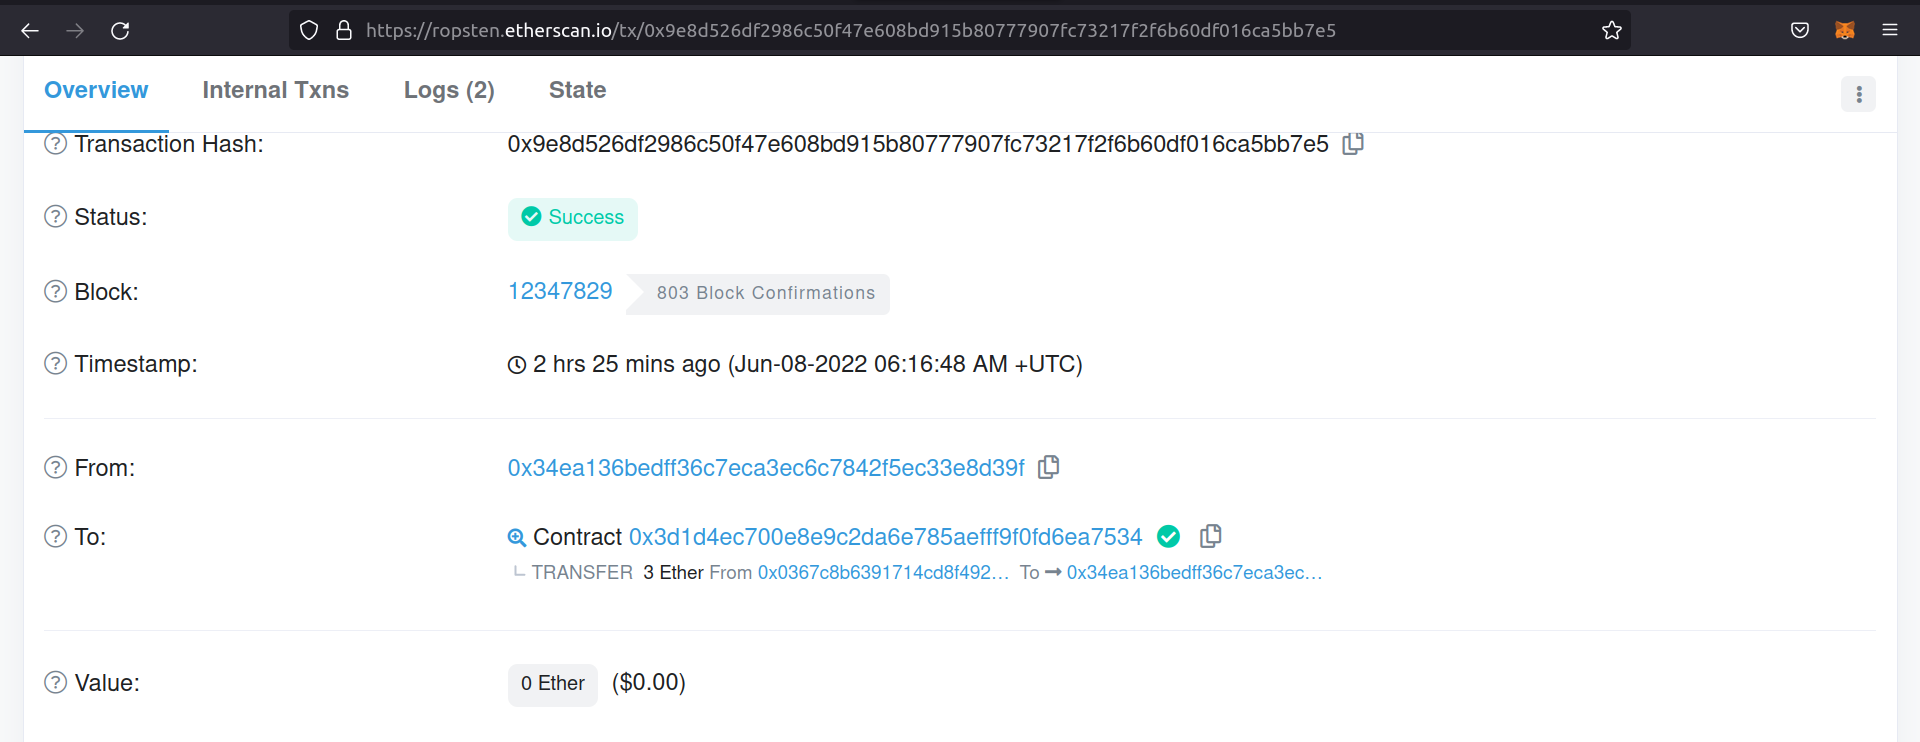 https://ropsten.etherscan.io/tx/0x9e8d526df2986c50f47e608bd915b80777907fc73217f2f6b60df016ca5bb7e5
Overview Internal Txns Logs (2) State
Transaction Hash: 0x9e8d526df2986c50f47e608bd915b80777907fc73217f2f6b60df016ca5bb7e5
Status: Success
Block: 12347829 803 Block Confirmations
Timestamp: 2 hrs 25 mins ago (Jun-08-2022 06:16:48 AM +UTC)
From: 0x34ea136bedff36c7eca3ec6c7842f5ec33e8d39f
To: Contract 0x3d1d4ec700e8e9c2da6e785aefff9f0fd6ea7534
TRANSFER 3 Ether From 0x0367c8b6391714cd8f492... To 0x34ea136bedff36c7eca3ec...
Value: 0 Ether ($0.00)